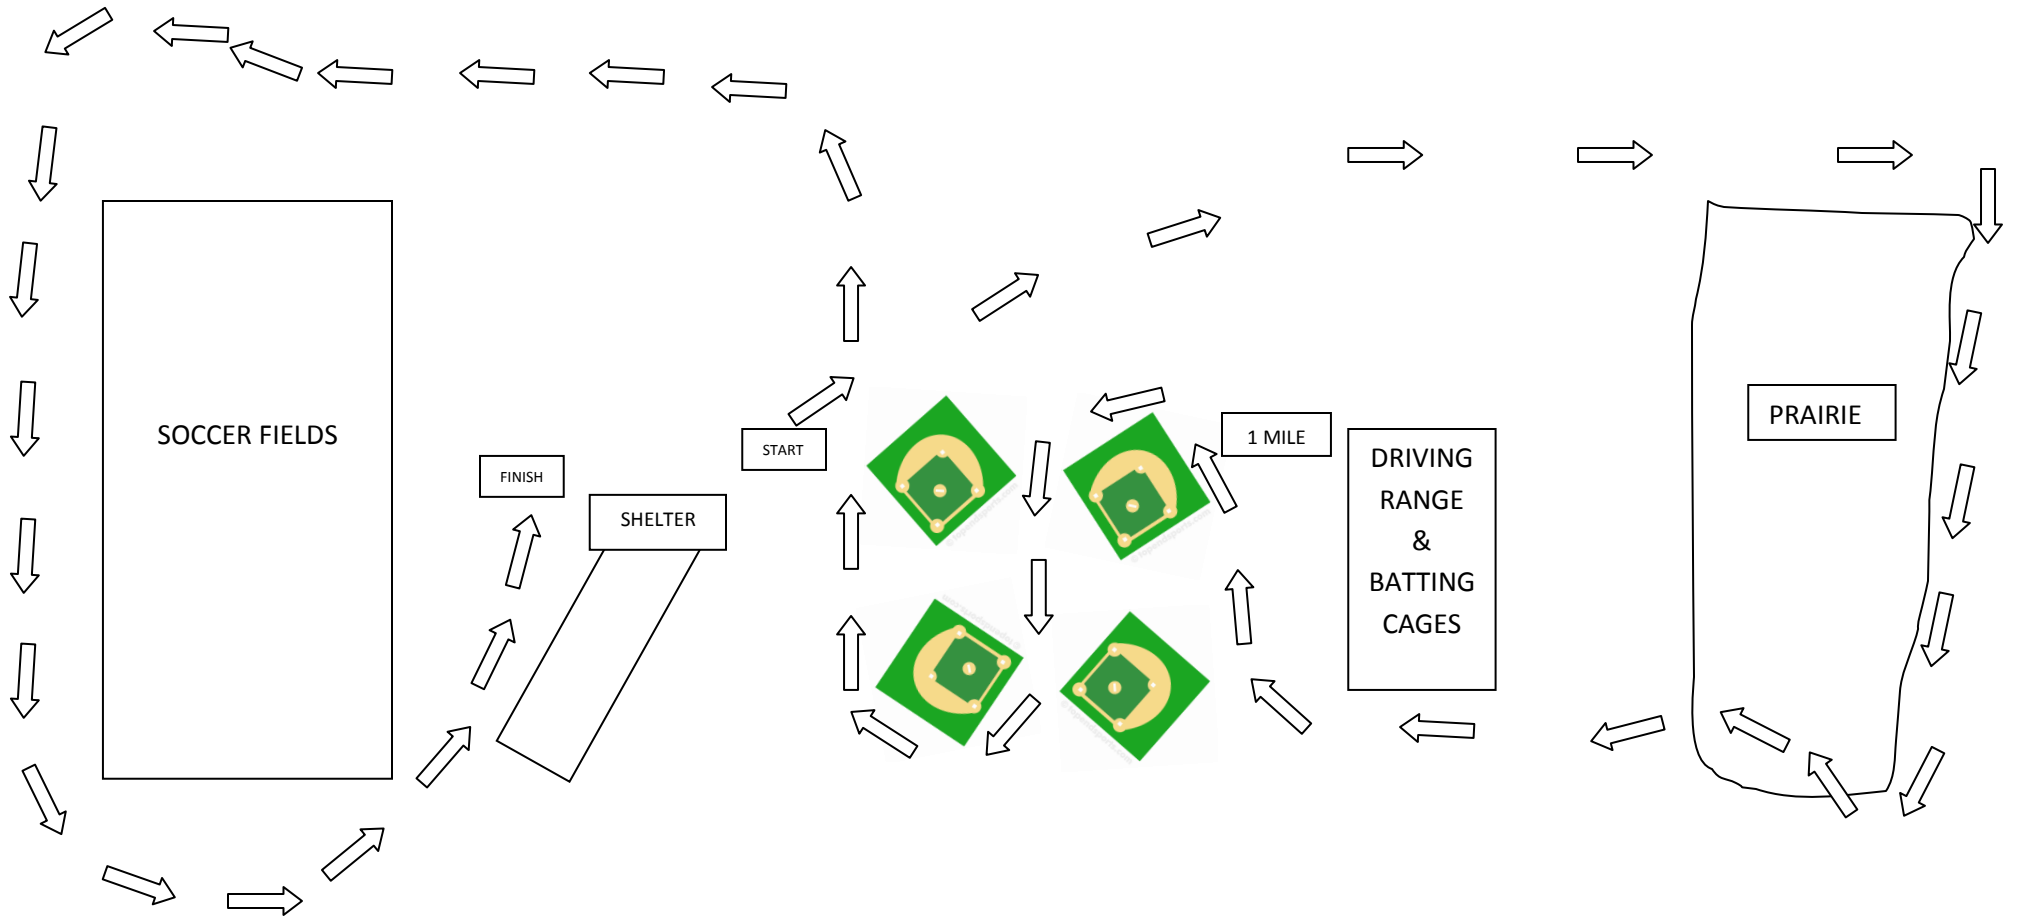 SOCCER FIELDS
FINISH
SHELTER
START
1 MILE
DRIVING
RANGE
&
BATTING
CAGES
PRAIRIE